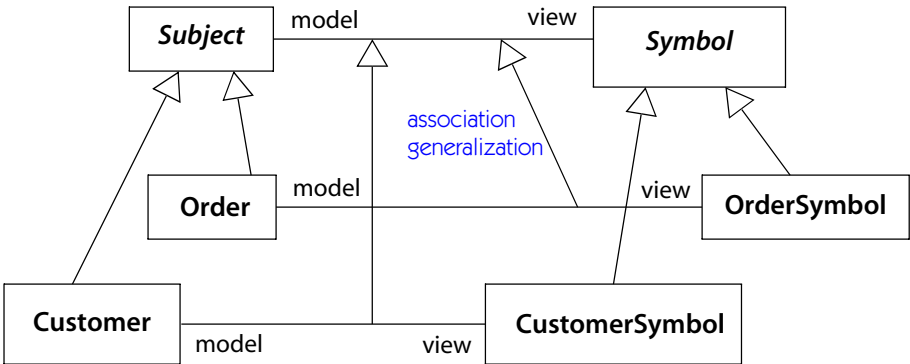 model
view
Subject
Symbol
association
generalization
model
view
Order
OrderSymbol
Customer
CustomerSymbol
model
view